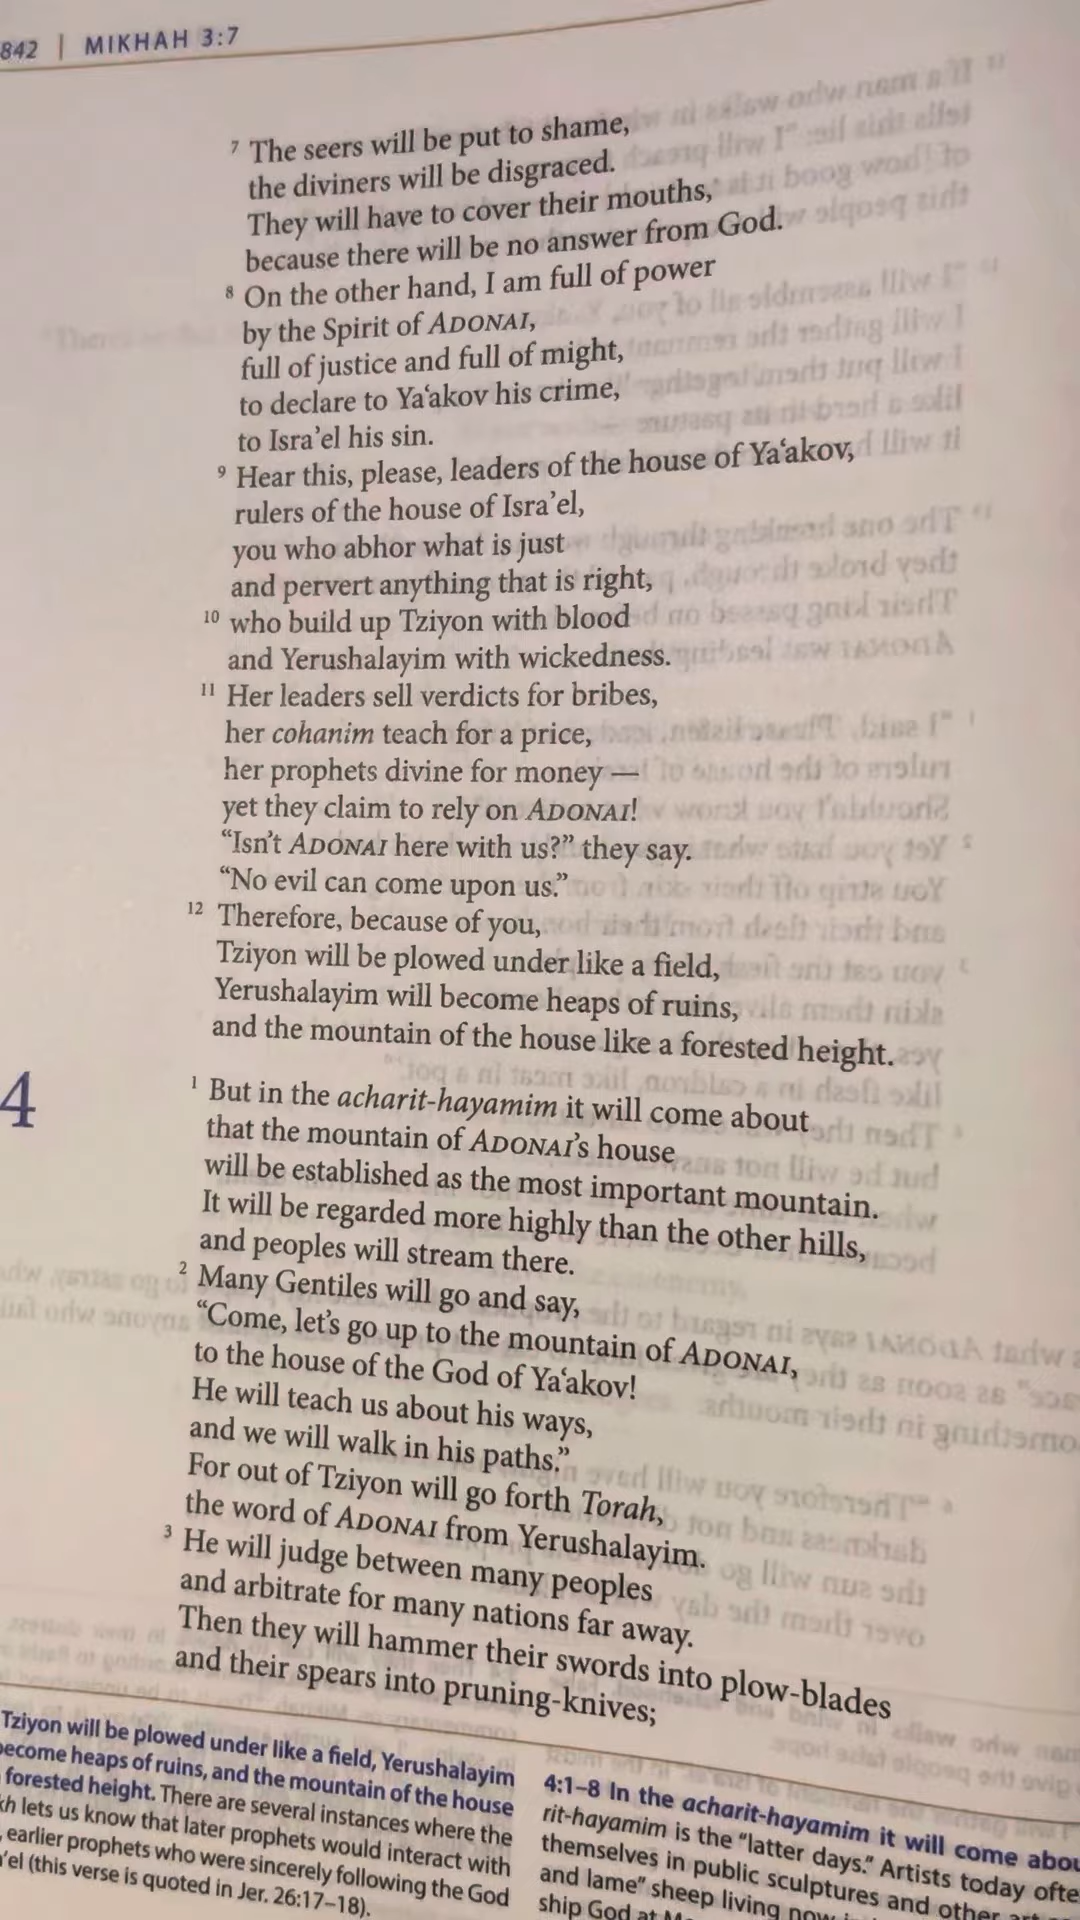 842 | MIKHAH 3:7
7 The seers will be put to shame,
the diviners will be disgraced.
They will have to cover their mouths,
because there will be no answer from God.
8 On the other hand, I am full of power
by the Spirit of ADONAI,
full of justice and full of might,
to declare to Ya‘akov his crime,
to Isra’el his sin.
9 Hear this, please, leaders of the house of Ya‘akov,
rulers of the house of Isra’el,
you who abhor what is just
and pervert anything that is right,
10 who build up Tziyon with blood
and Yerushalayim with wickedness.
11 Her leaders sell verdicts for bribes,
her cohanim teach for a price,
her prophets divine for money —
yet they claim to rely on ADONAI!
“Isn’t ADONAI here with us?” they say.
“No evil can come upon us.”
12 Therefore, because of you,
Tziyon will be plowed under like a field,
Yerushalayim will become heaps of ruins,
and the mountain of the house like a forested height.
4
1 But in the acharit-hayamim it will come about
that the mountain of ADONAI’s house
will be established as the most important mountain.
It will be regarded more highly than the other hills,
and peoples will stream there.
2 Many Gentiles will go and say,
“Come, let’s go up to the mountain of ADONAI,
to the house of the God of Ya‘akov!
He will teach us about his ways,
and we will walk in his paths.”
For out of Tziyon will go forth Torah,
the word of ADONAI from Yerushalayim.
3 He will judge between many peoples
and arbitrate for many nations far away.
Then they will hammer their swords into plow-blades
and their spears into pruning-knives;
Tziyon will be plowed under like a field, Yerushalayim
ecome heaps of ruins, and the mountain of the house
forested height. There are several instances where the
kh lets us know that later prophets would interact with
earlier prophets who were sincerely following the God
’el (this verse is quoted in Jer. 26:17–18).
4:1–8 In the acharit-hayamim it will come abou
rit-hayamim is the “latter days.” Artists today ofte
themselves in public sculptures and other
and lame” sheep living now
ship God at